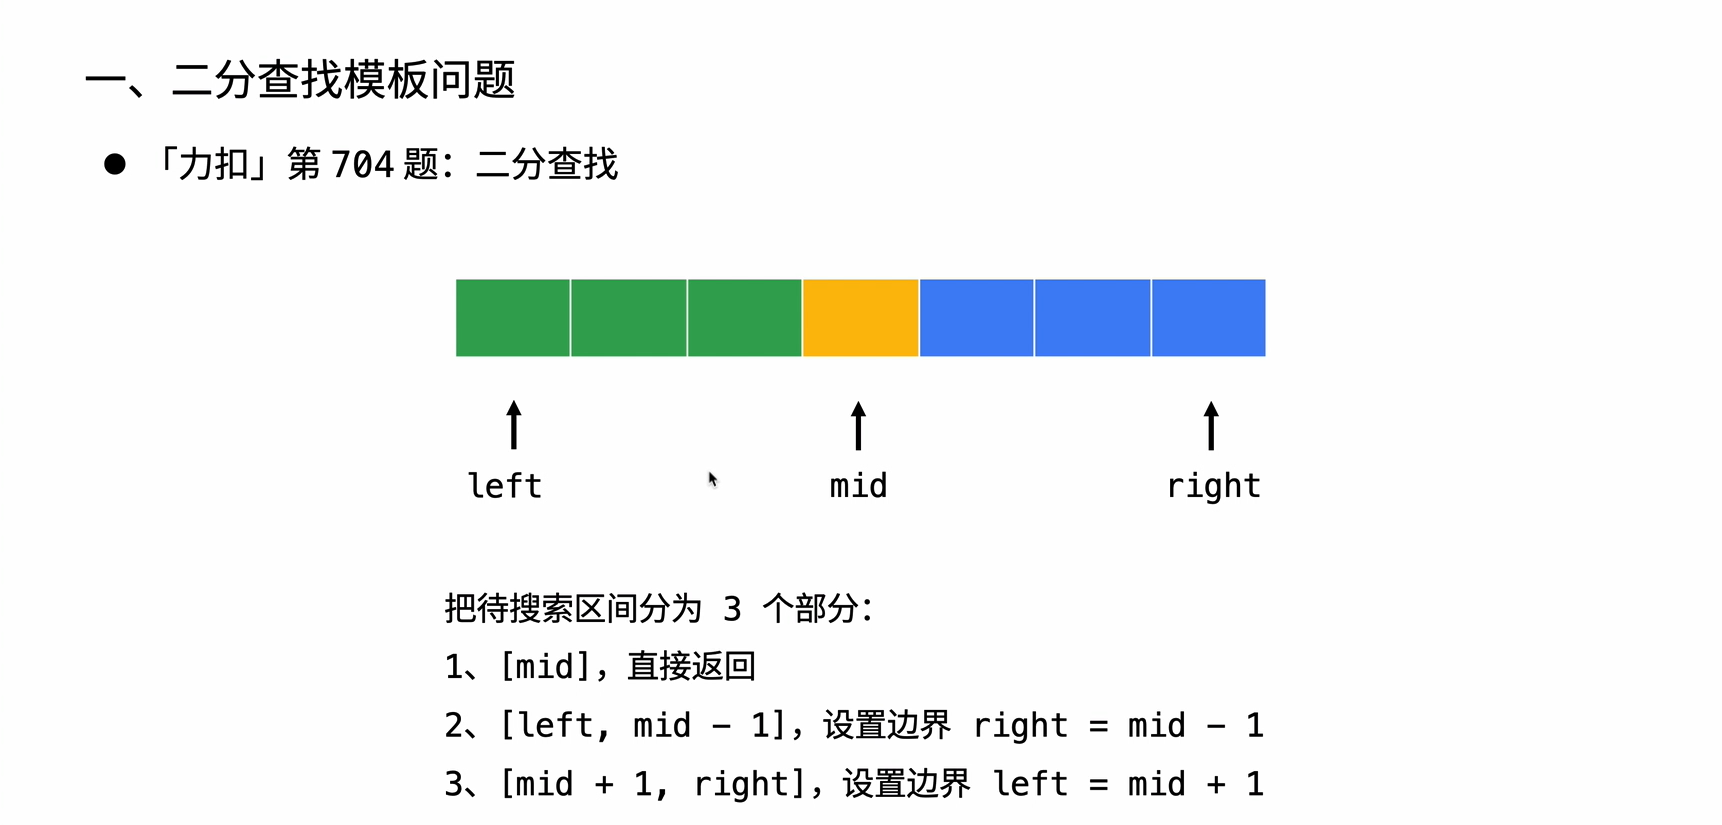 一、二分查找模板问题
● 「力扣」第 704 题：二分查找
left mid right
把待搜索区间分为 3 个部分：
1、[mid]，直接返回
2、[left, mid - 1]，设置边界 right = mid - 1
3、[mid + 1, right]，设置边界 left = mid + 1